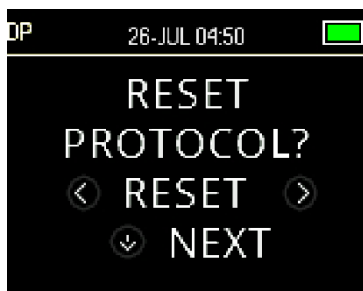 DP 26-JUL 04:50
RESET
PROTOCOL?
RESET
NEXT